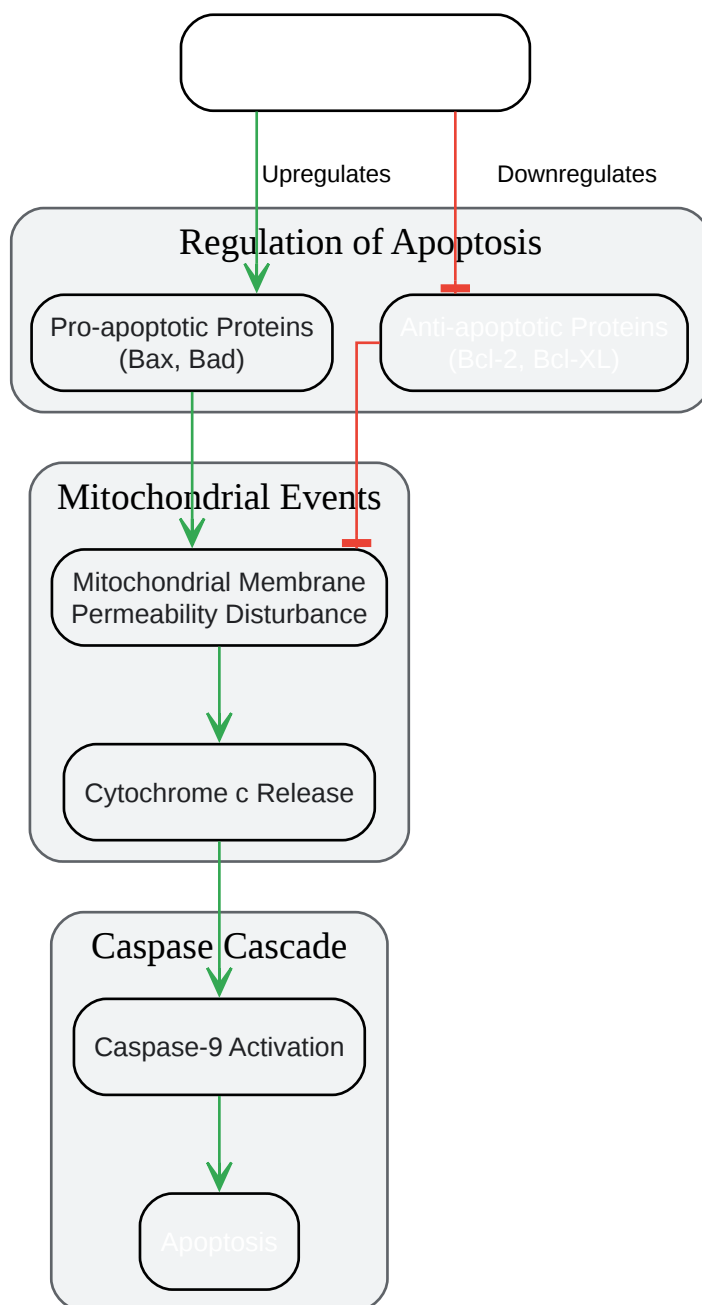 Upregulates
Downregulates
Regulation of Apoptosis
Pro-apoptotic Proteins
(Bax, Bad)
Anti-apoptotic Proteins
(Bcl-2, Bcl-XL)
Mitochondrial Events
Mitochondrial Membrane
Permeability Disturbance
Cytochrome c Release
Caspase Cascade
Caspase-9 Activation
Apoptosis